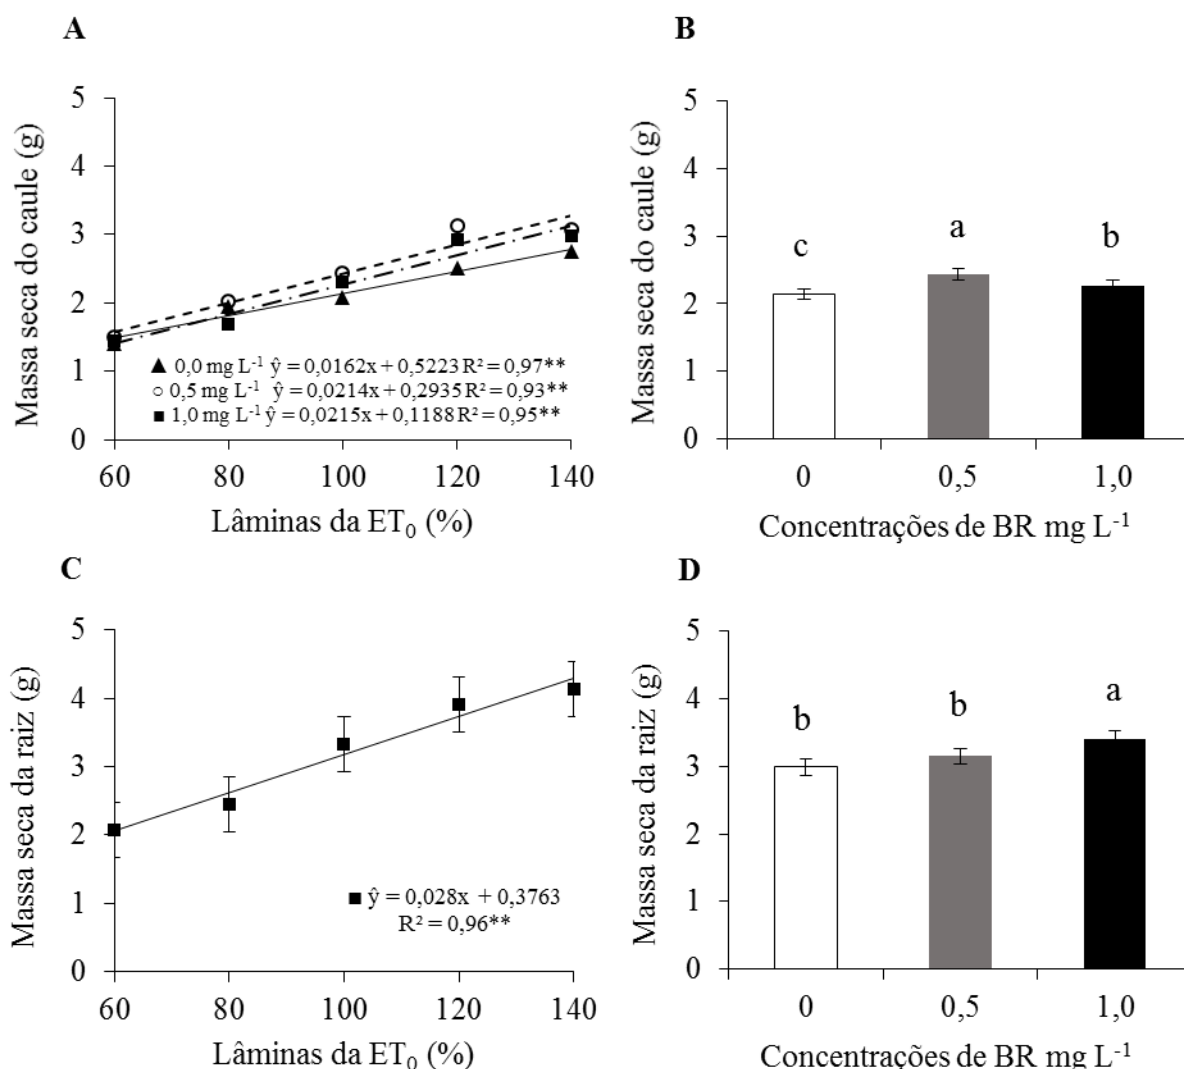 A
Massa seca do caule (g)
5
4
3
2
1
0
60 80 100 120 140
Lâminas da ET₀ (%)
0,0 mg L⁻¹ ŷ = 0,0162x + 0,5223 R² = 0,97**
0,5 mg L⁻¹ ŷ = 0,0214x + 0,2935 R² = 0,93**
1,0 mg L⁻¹ ŷ = 0,0215x + 0,1188 R² = 0,95**
B
Massa seca do caule (g)
5
4
3
2
1
0
c a b
0 0,5 1,0
Concentrações de BR mg L⁻¹
C
Massa seca da raiz (g)
5
4
3
2
1
0
60 80 100 120 140
Lâminas da ET₀ (%)
ŷ = 0,028x + 0,3763
R² = 0,96**
D
Massa seca da raiz (g)
5
4
3
2
1
0
b b a
0 0,5 1,0
Concentrações de BR mg L⁻¹